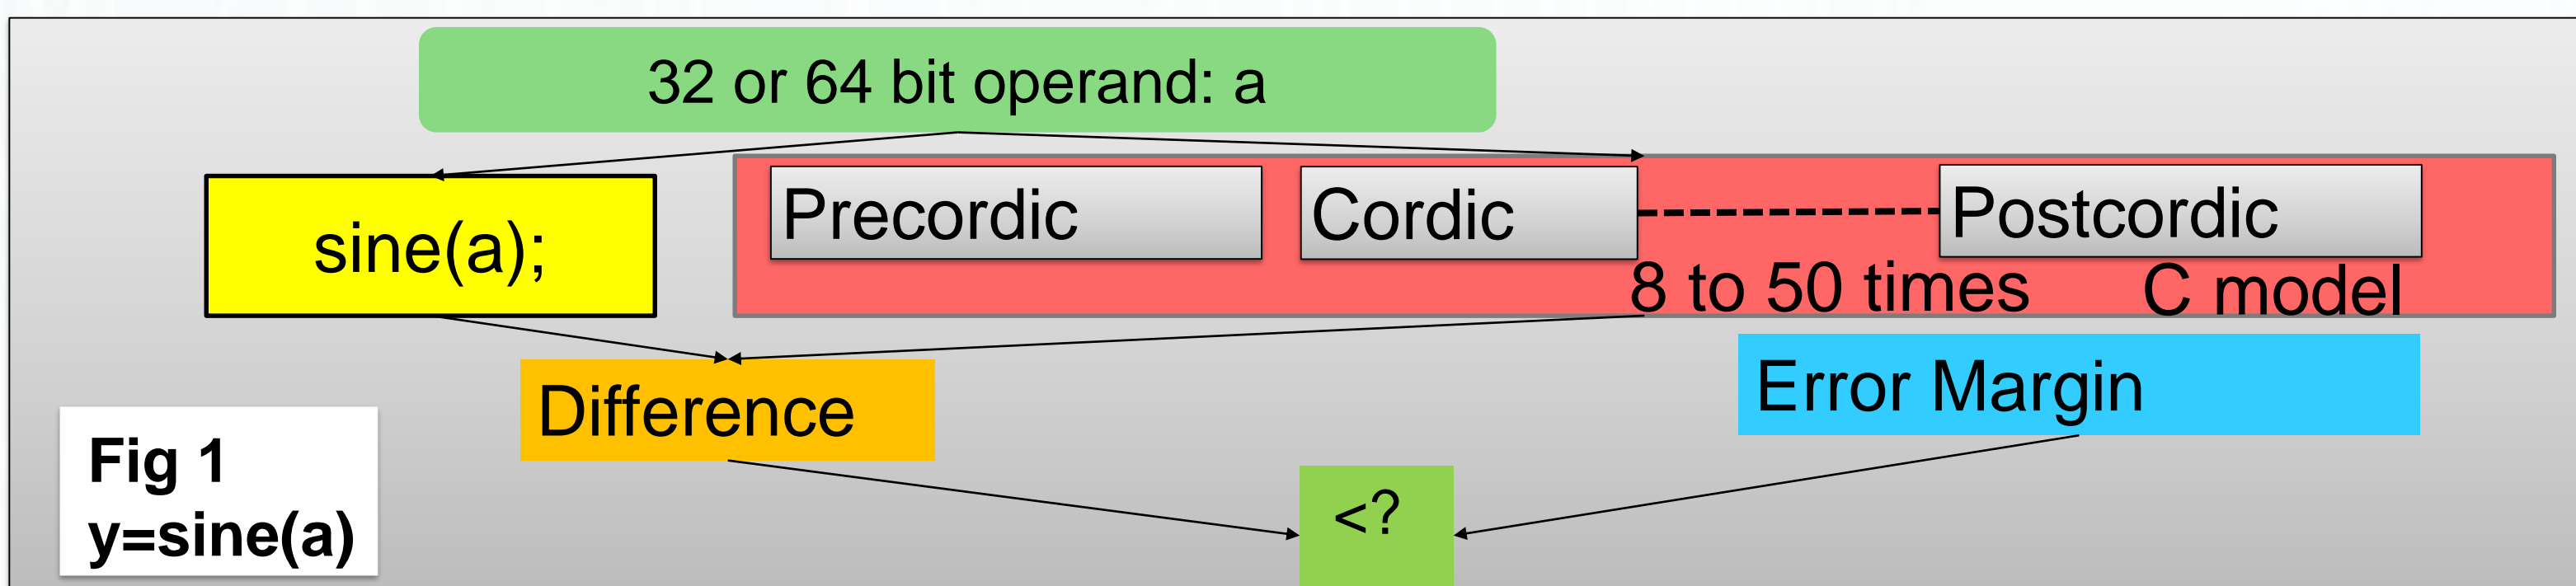 32 or 64 bit operand: a
sine(a);
Precordic
Cordic
Postcordic
8 to 50 times
C model
Difference
Error Margin
Fig 1
y=sine(a)
<?